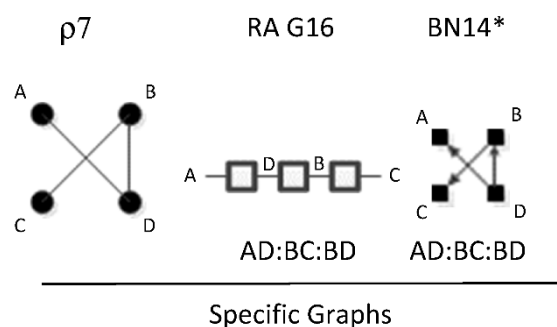 ρ7 RA G16 BN14*
A B A B
A D B C
C D C D
AD:BC:BD AD:BC:BD
Specific Graphs